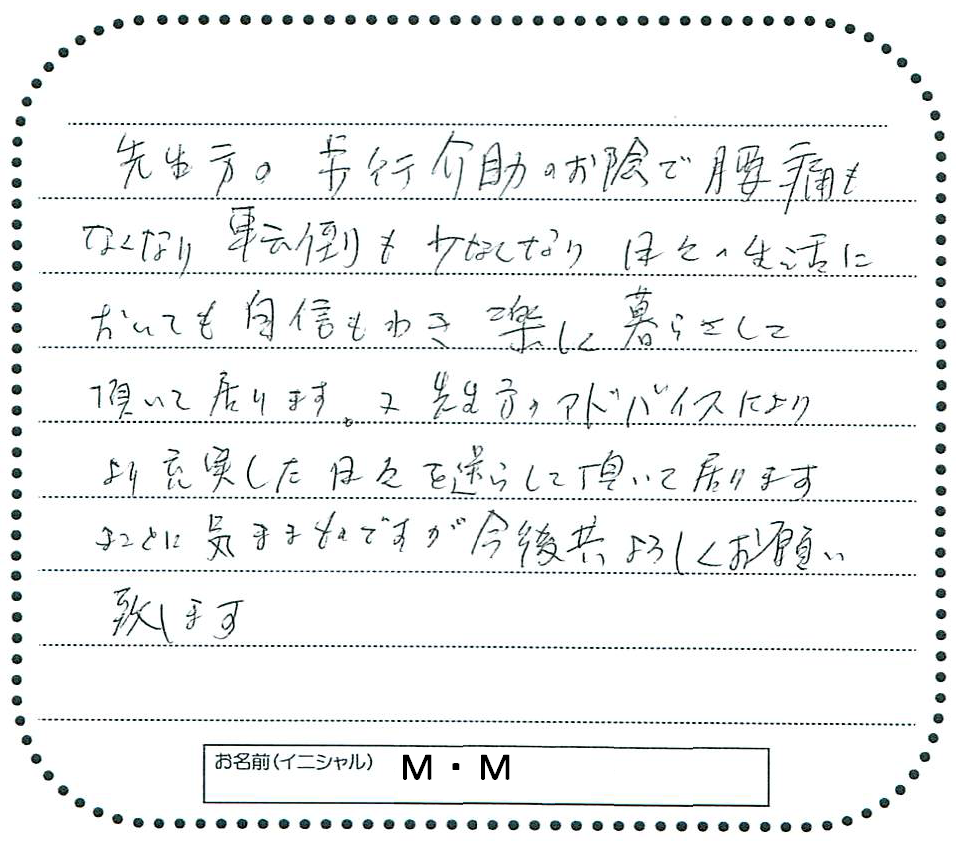 先生方の歩行介助のお陰で腰痛も
なくなり転倒も少なくなり日々の生活に
おいても自信もわき楽しく暮らさして
頂いて居ります。又先生方のアドバイスにより
より充実した日々を送らして頂いて居ります
まことに気ままものですが今後共よろしくお願い
致します
お名前(イニシャル) M・M